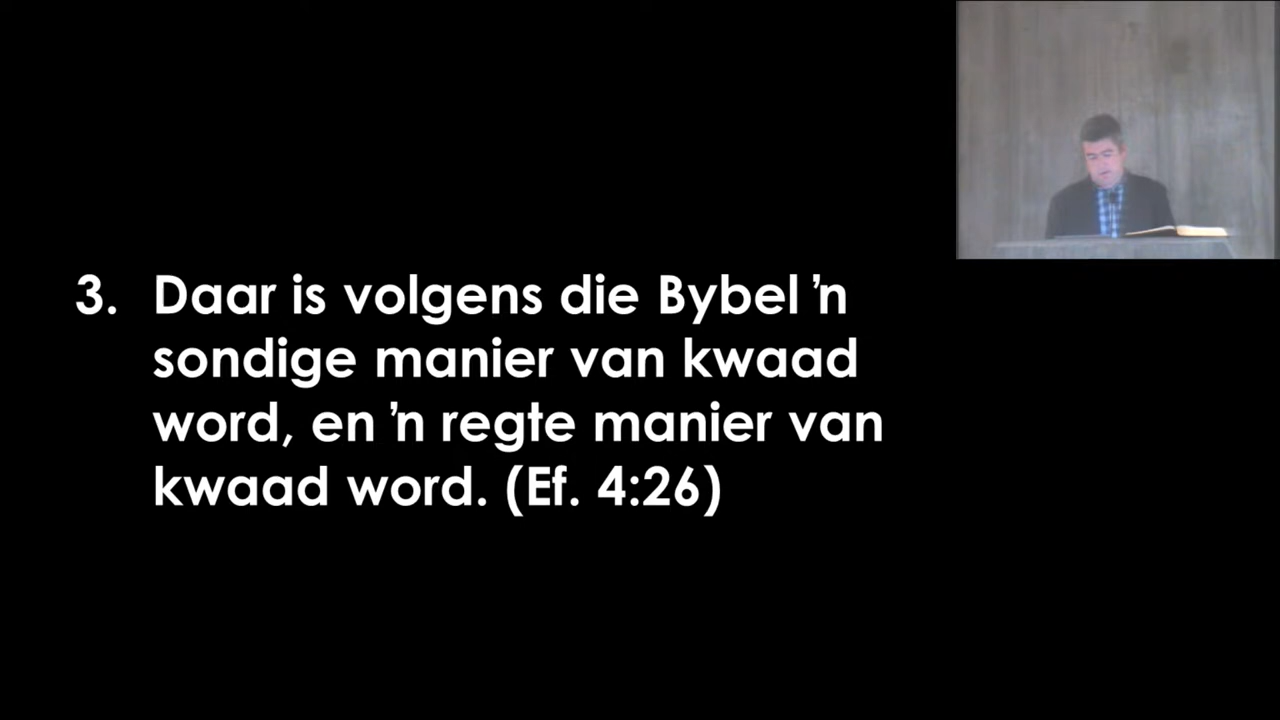 3. Daar is volgens die Bybel ’n
sondige manier van kwaad
word, en ’n regte manier van
kwaad word. (Ef. 4:26)